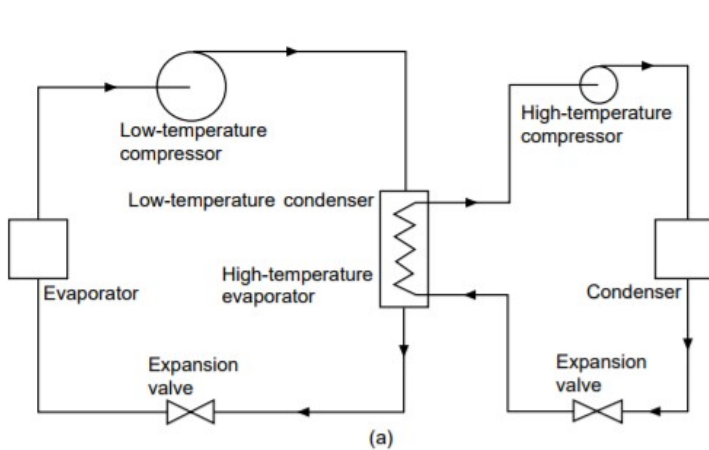 Low-temperature
compressor
High-temperature
compressor
Low-temperature condenser
High-temperature
evaporator
Evaporator
Condenser
Expansion
valve
Expansion
valve
(a)